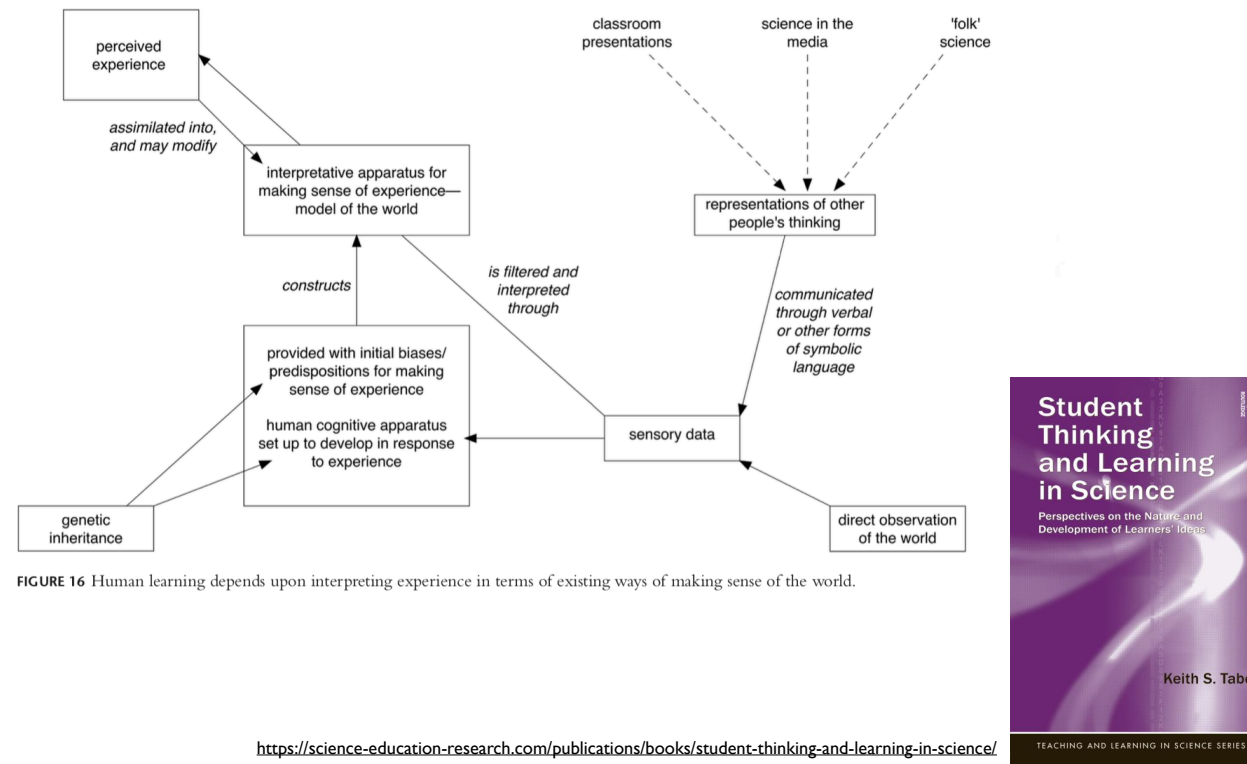 perceived
experience
classroom
presentations
science in the
media
'folk'
science
assimilated into,
and may modify
interpretative apparatus for
making sense of experience—
model of the world
representations of other
people's thinking
constructs
is filtered and
interpreted
through
communicated
through verbal
or other forms
of symbolic
language
provided with initial biases/
predispositions for making
sense of experience
human cognitive apparatus
set up to develop in response
to experience
sensory data
genetic
inheritance
direct observation
of the world
FIGURE 16 Human learning depends upon interpreting experience in terms of existing ways of making sense of the world.
Student
Thinking
and Learning
in Science
Perspectives on the Nature and
Development of Learners' Ideas
ROUTLEDGE
Keith S. Tabe
TEACHING AND LEARNING IN SCIENCE SERIES
https://science-education-research.com/publications/books/student-thinking-and-learning-in-science/